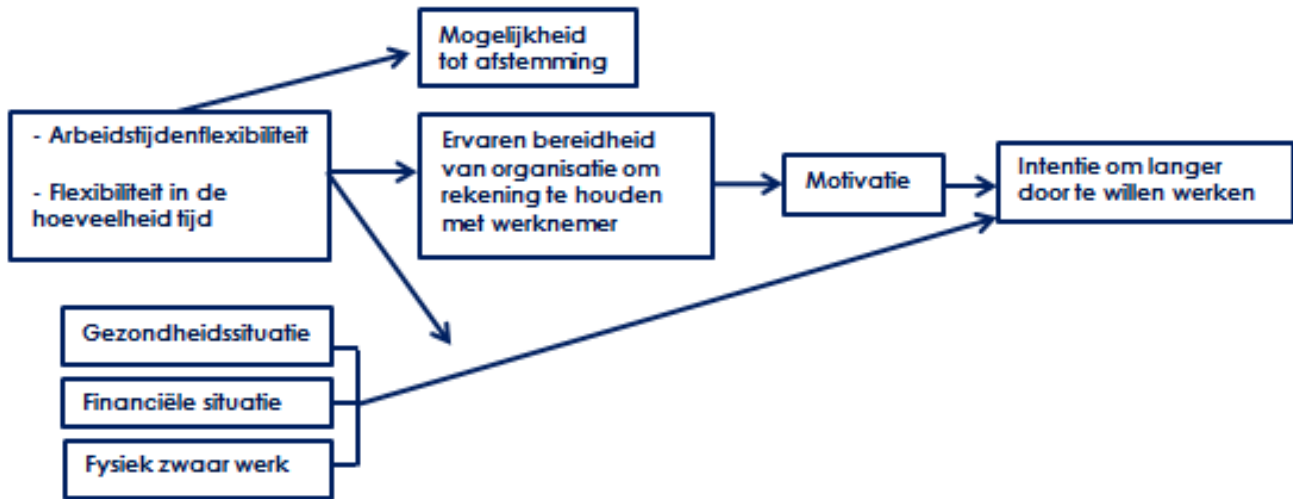 Mogelijkheid
tot afstemming
- Arbeidstijdenflexibiliteit
- Flexibiliteit in de
hoeveelheid tijd
Ervaren bereidheid
van organisatie om
rekening te houden
met werknemer
Motivatie
Intentie om langer
door te willen werken
Gezondheidssituatie
Financiële situatie
Fysiek zwaar werk